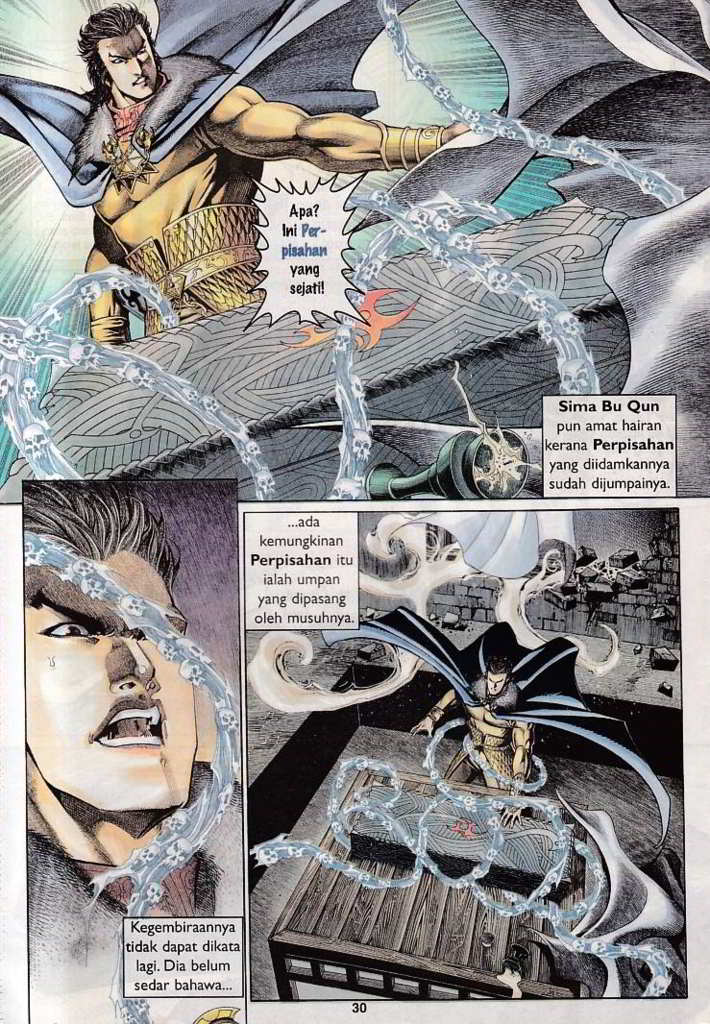 Apa?
Ini Per-
pisahan
yang
sejati!
Sima Bu Qun
pun amat hairan
kerana Perpisahan
yang diidamkannya
sudah dijumpainya.
Kegembiraannya
tidak dapat dikata
lagi. Dia belum
sedar bahawa...
...ada
kemungkinan
Perpisahan itu
ialah umpan
yang dipasang
oleh musuhnya.
30